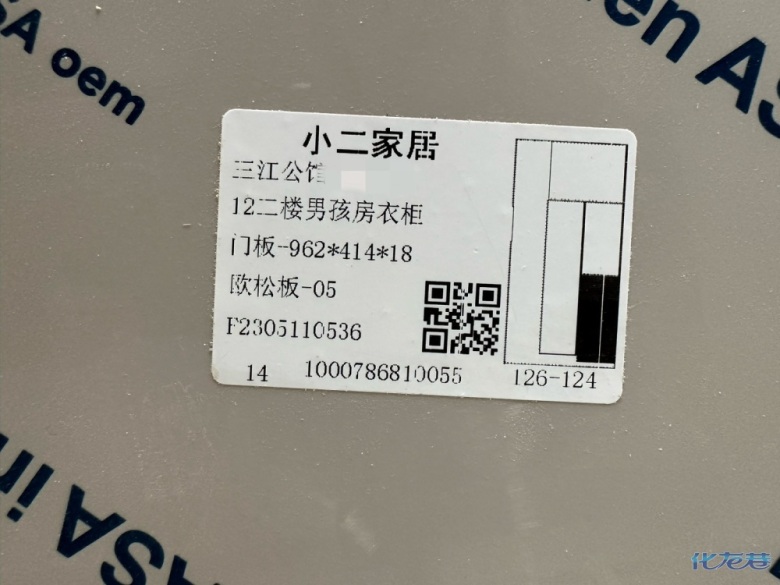 SA oem
en AS
小二家居
三江公馆
12二楼男孩房衣柜
门板-962*414*18
欧松板-05
F2305110536
14
1000786810055
126-124
ASA in
化龙巷